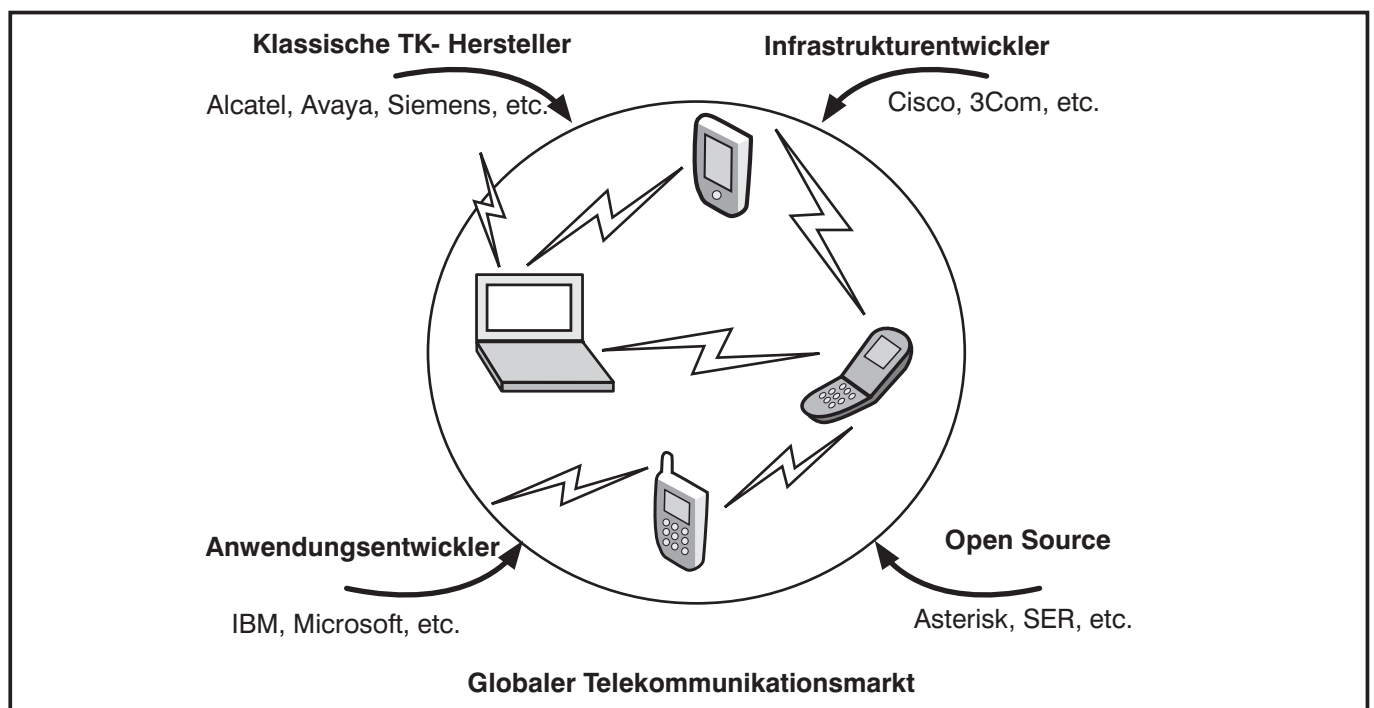 Klassische TK- Hersteller
Alcatel, Avaya, Siemens, etc.
Infrastrukturentwickler
Cisco, 3Com, etc.
Anwendungsentwickler
IBM, Microsoft, etc.
Open Source
Asterisk, SER, etc.
Globaler Telekommunikationsmarkt